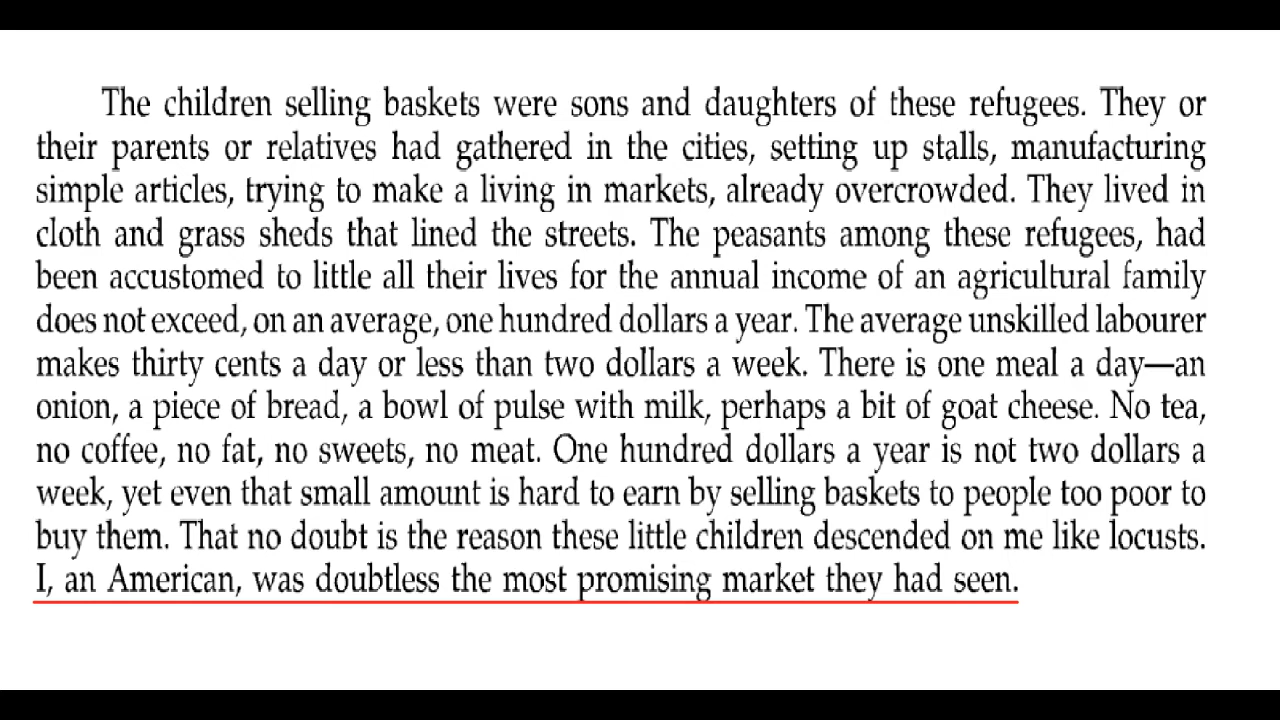 The children selling baskets were sons and daughters of these refugees. They or
their parents or relatives had gathered in the cities, setting up stalls, manufacturing
simple articles, trying to make a living in markets, already overcrowded. They lived in
cloth and grass sheds that lined the streets. The peasants among these refugees, had
been accustomed to little all their lives for the annual income of an agricultural family
does not exceed, on an average, one hundred dollars a year. The average unskilled labourer
makes thirty cents a day or less than two dollars a week. There is one meal a day—an
onion, a piece of bread, a bowl of pulse with milk, perhaps a bit of goat cheese. No tea,
no coffee, no fat, no sweets, no meat. One hundred dollars a year is not two dollars a
week, yet even that small amount is hard to earn by selling baskets to people too poor to
buy them. That no doubt is the reason these little children descended on me like locusts.
I, an American, was doubtless the most promising market they had seen.